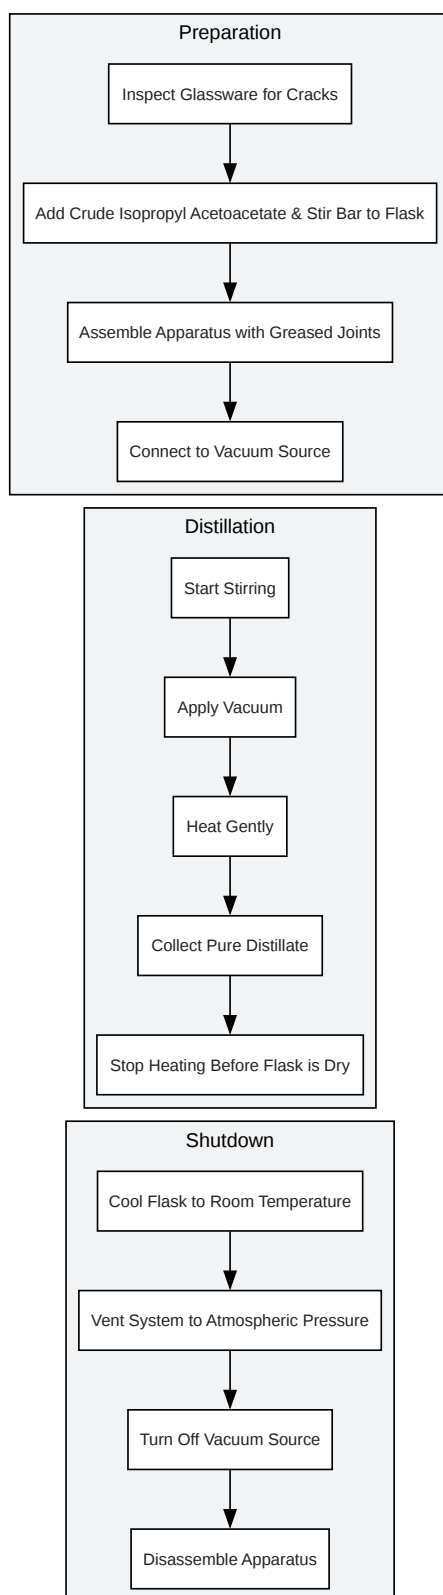 Preparation
Inspect Glassware for Cracks
Add Crude Isopropyl Acetoacetate & Stir Bar to Flask
Assemble Apparatus with Greased Joints
Connect to Vacuum Source
Distillation
Start Stirring
Apply Vacuum
Heat Gently
Collect Pure Distillate
Stop Heating Before Flask is Dry
Shutdown
Cool Flask to Room Temperature
Vent System to Atmospheric Pressure
Turn Off Vacuum Source
Disassemble Apparatus